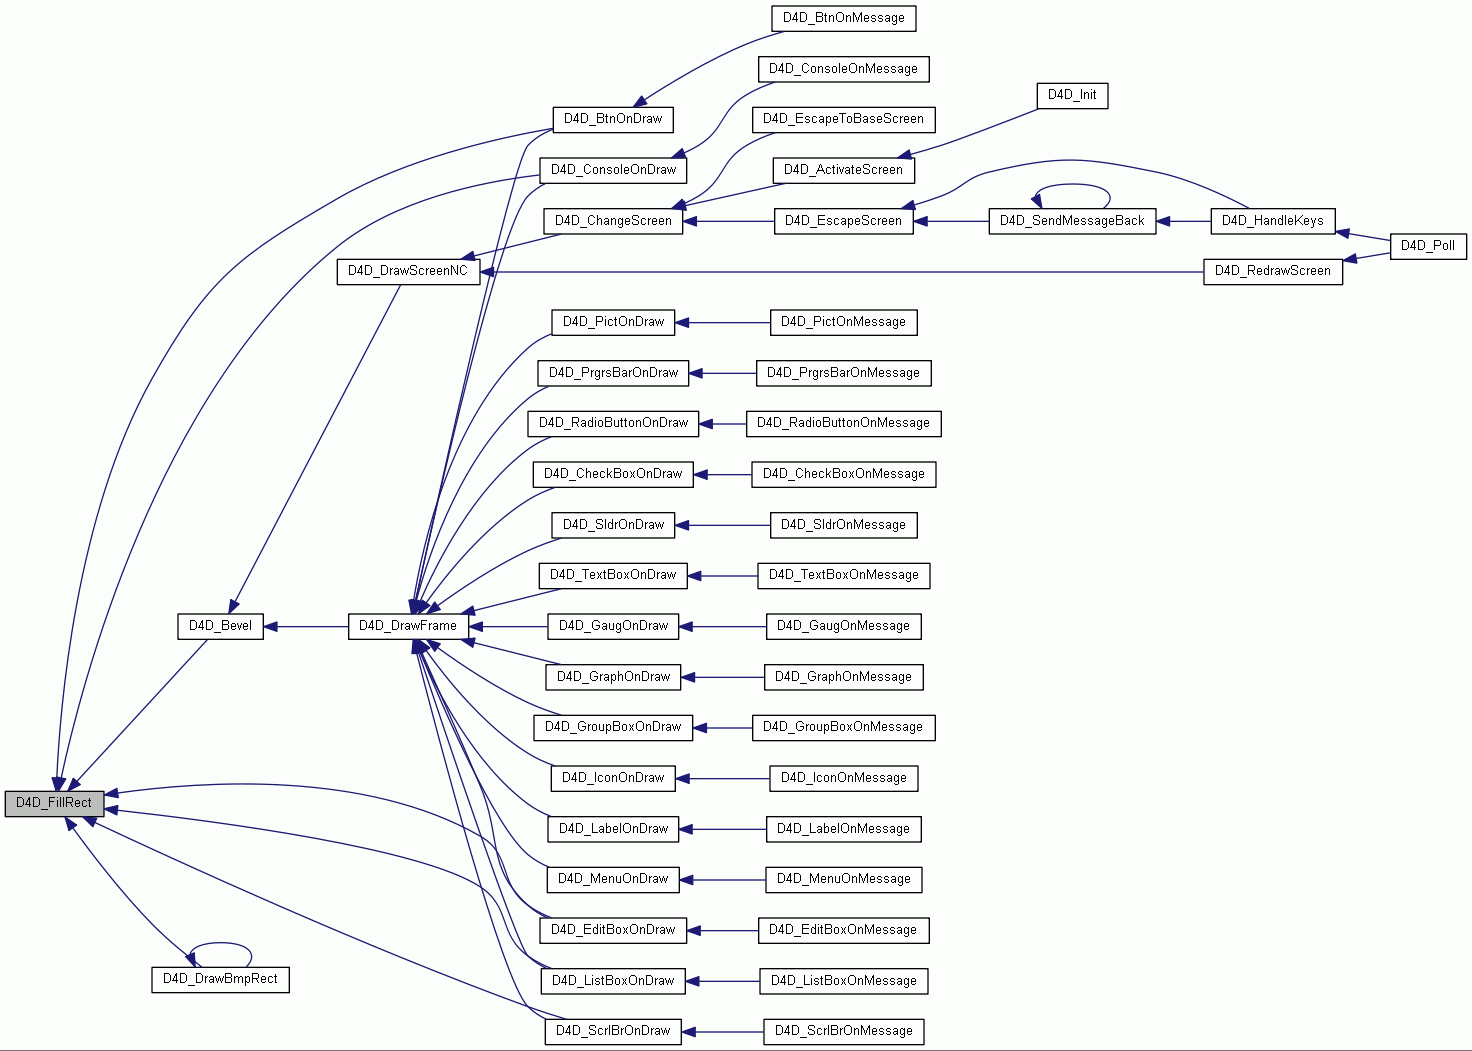 D4D_BtnOnMessage
D4D_ConsoleOnMessage
D4D_Init
D4D_BtnOnDraw
D4D_EscapeToBaseScreen
D4D_ConsoleOnDraw
D4D_ActivateScreen
D4D_ChangeScreen
D4D_EscapeScreen
D4D_SendMessageBack
D4D_HandleKeys
D4D_Poll
D4D_DrawScreenNC
D4D_RedrawScreen
D4D_PictOnDraw
D4D_PictOnMessage
D4D_PrgrsBarOnDraw
D4D_PrgrsBarOnMessage
D4D_RadioButtonOnDraw
D4D_RadioButtonOnMessage
D4D_CheckBoxOnDraw
D4D_CheckBoxOnMessage
D4D_SldrOnDraw
D4D_SldrOnMessage
D4D_TextBoxOnDraw
D4D_TextBoxOnMessage
D4D_Bevel
D4D_DrawFrame
D4D_GaugOnDraw
D4D_GaugOnMessage
D4D_GraphOnDraw
D4D_GraphOnMessage
D4D_GroupBoxOnDraw
D4D_GroupBoxOnMessage
D4D_IconOnDraw
D4D_IconOnMessage
D4D_FillRect
D4D_LabelOnDraw
D4D_LabelOnMessage
D4D_MenuOnDraw
D4D_MenuOnMessage
D4D_EditBoxOnDraw
D4D_EditBoxOnMessage
D4D_DrawBmpRect
D4D_ListBoxOnDraw
D4D_ListBoxOnMessage
D4D_ScrlBrOnDraw
D4D_ScrlBrOnMessage